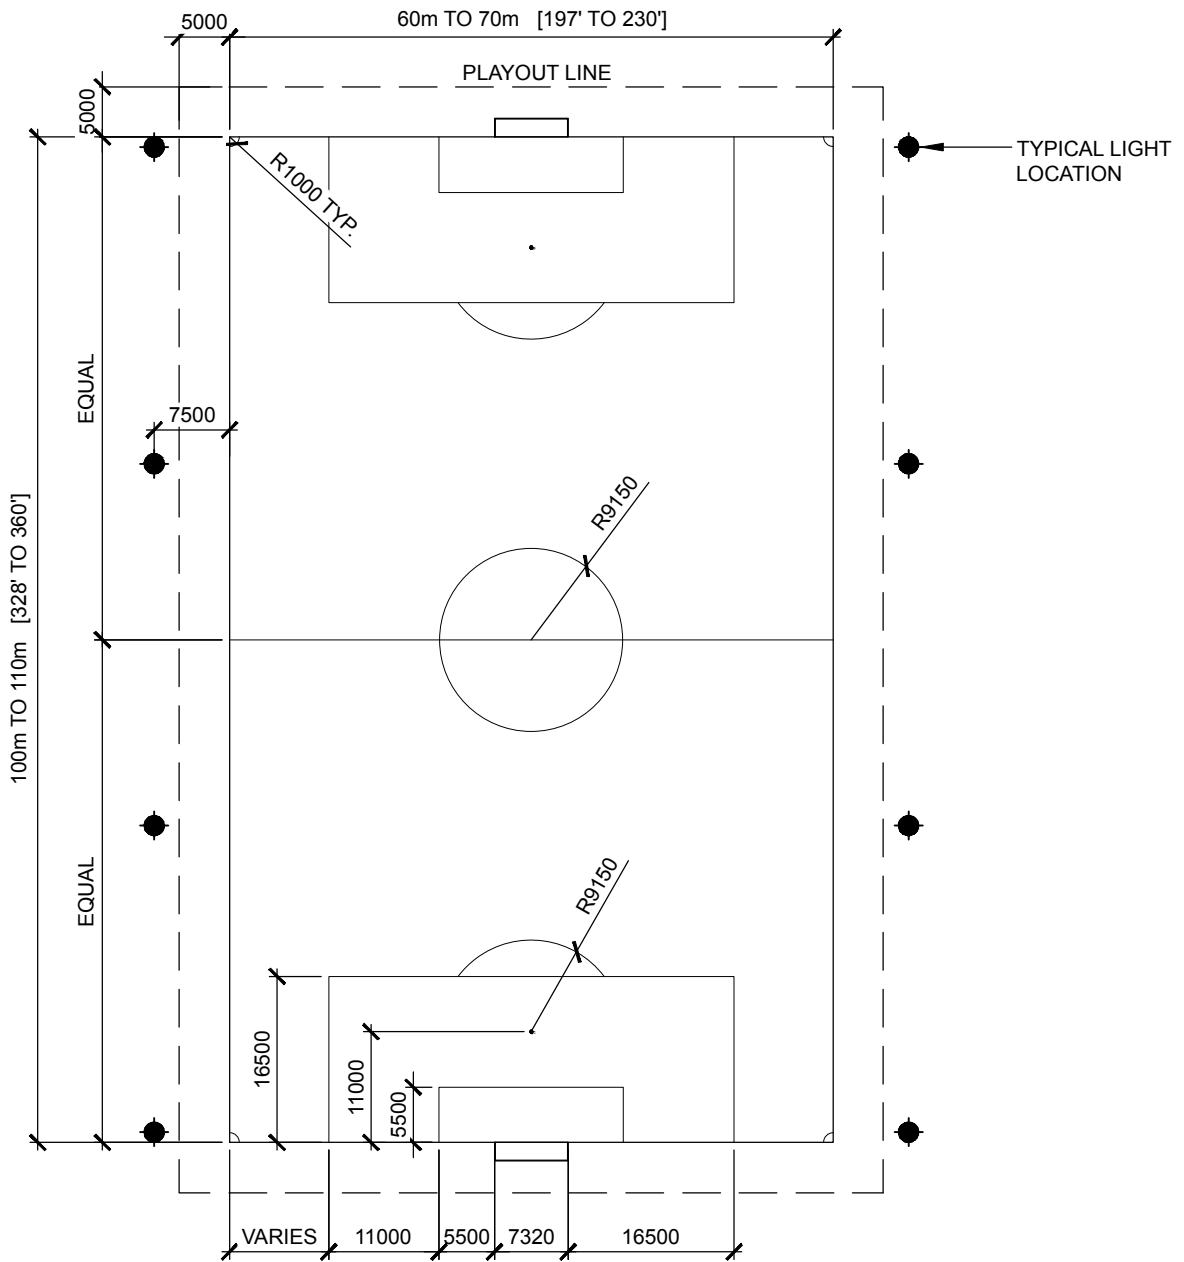 5000
60m TO 70m [197' TO 230']
PLAYOUT LINE
5000
TYPICAL LIGHT
LOCATION
R1000 TYP.
EQUAL
7500
R9150
100m TO 110m [328' TO 360']
EQUAL
R9150
16500
11000
5500
VARIES
11000
5500
7320
16500